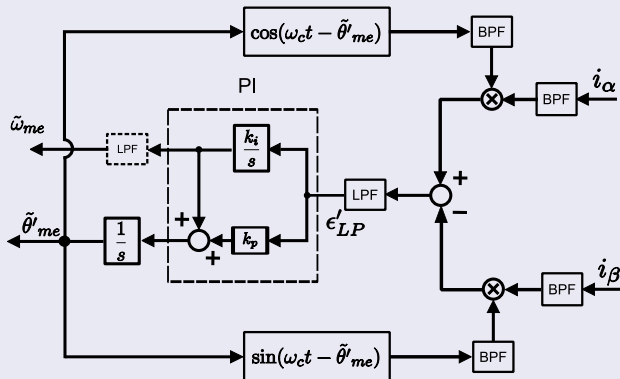 cos(ω_c t − θ̃'_me)
BPF
PI
BPF
i_α
ω̃_me
LPF
k_i
s
+
LPF
−
ϵ'_LP
θ̃'_me
1
s
+
k_p
+
BPF
i_β
sin(ω_c t − θ̃'_me)
BPF